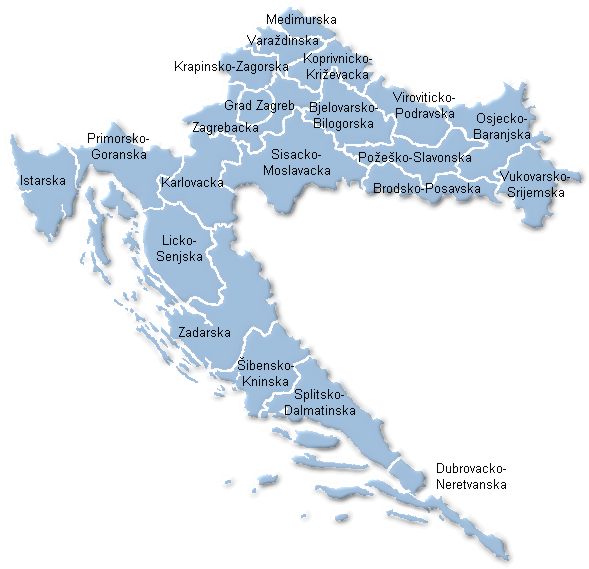 Medimurska
Varaždinska
Koprivnicko-
Križevacka
Krapinsko-Zagorska
Grad Zagreb
Bjelovarsko-
Bilogorska
Viroviticko-
Podravska
Osjecko-
Baranjska
Zagrebacka
Primorsko-
Goranska
Sisacko-
Moslavacka
Požeško-Slavonska
Istarska
Karlovacka
Brodsko-Posavska
Vukovarsko-
Srijemska
Licko-
Senjska
Zadarska
Šibensko-
Kninska
Splitsko-
Dalmatinska
Dubrovacko-
Neretvanska